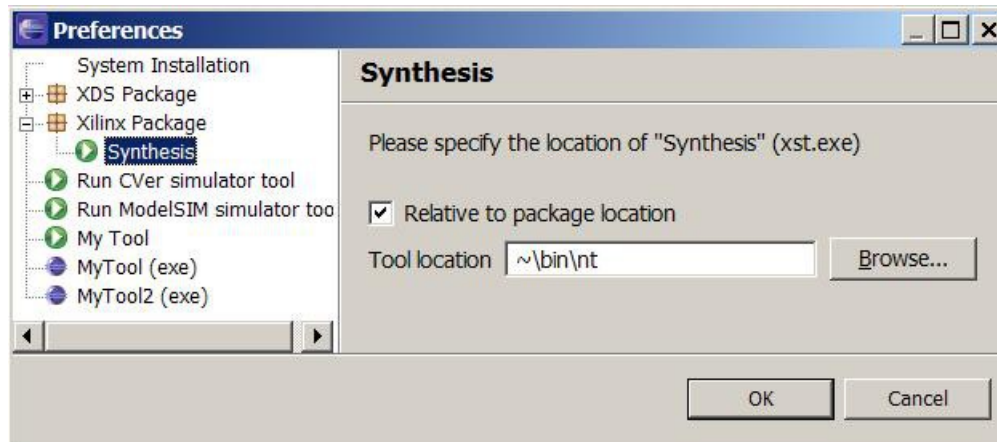 Preferences
System Installation
XDS Package
Xilinx Package
Synthesis
Run CVer simulator tool
Run ModelSIM simulator too
My Tool
MyTool (exe)
MyTool2 (exe)
Synthesis
Please specify the location of "Synthesis" (xst.exe)
Relative to package location
Tool location ~\bin\nt Browse...
OK Cancel